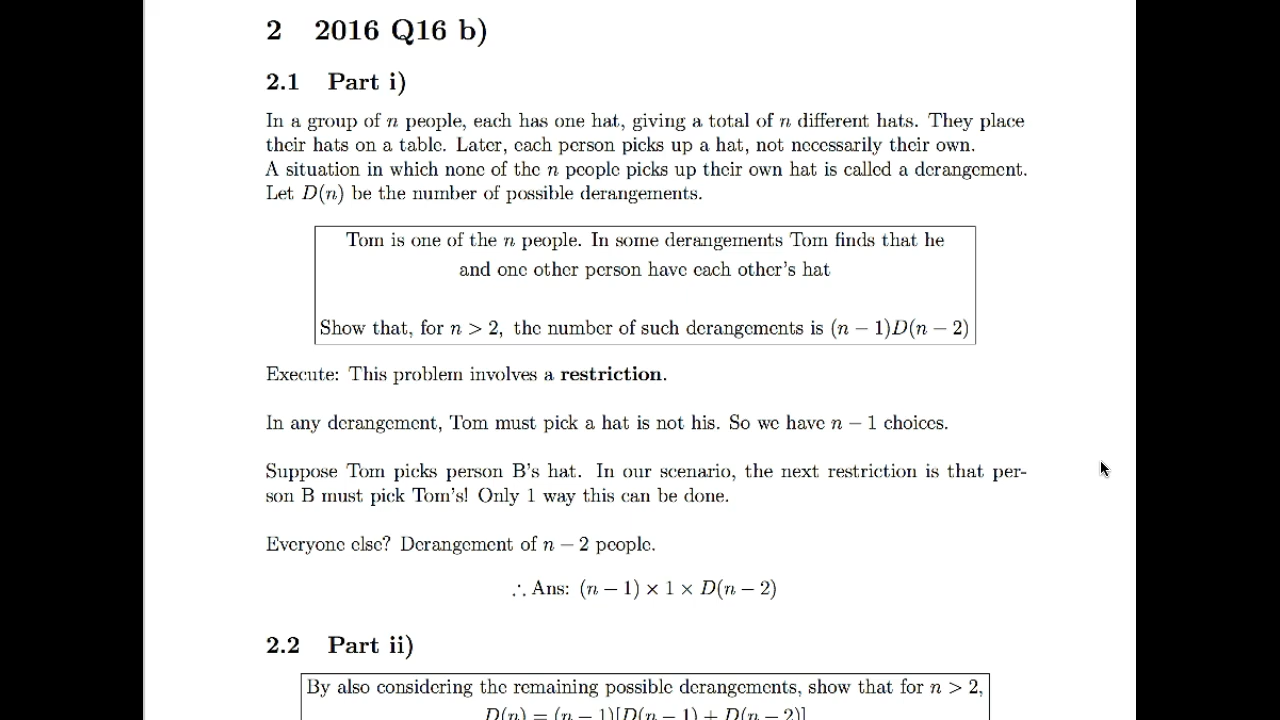 2 2016 Q16 b)
2.1 Part i)
In a group of n people, each has one hat, giving a total of n different hats. They place
their hats on a table. Later, each person picks up a hat, not necessarily their own.
A situation in which none of the n people picks up their own hat is called a derangement.
Let D(n) be the number of possible derangements.
Tom is one of the n people. In some derangements Tom finds that he
and one other person have each other's hat
Show that, for n > 2, the number of such derangements is (n − 1)D(n − 2)
Execute: This problem involves a restriction.
In any derangement, Tom must pick a hat is not his. So we have n − 1 choices.
Suppose Tom picks person B's hat. In our scenario, the next restriction is that per-
son B must pick Tom's! Only 1 way this can be done.
Everyone else? Derangement of n − 2 people.
∴ Ans: (n − 1) × 1 × D(n − 2)
2.2 Part ii)
By also considering the remaining possible derangements, show that for n > 2,
D(n) = (n − 1)[D(n − 1) + D(n − 2)]